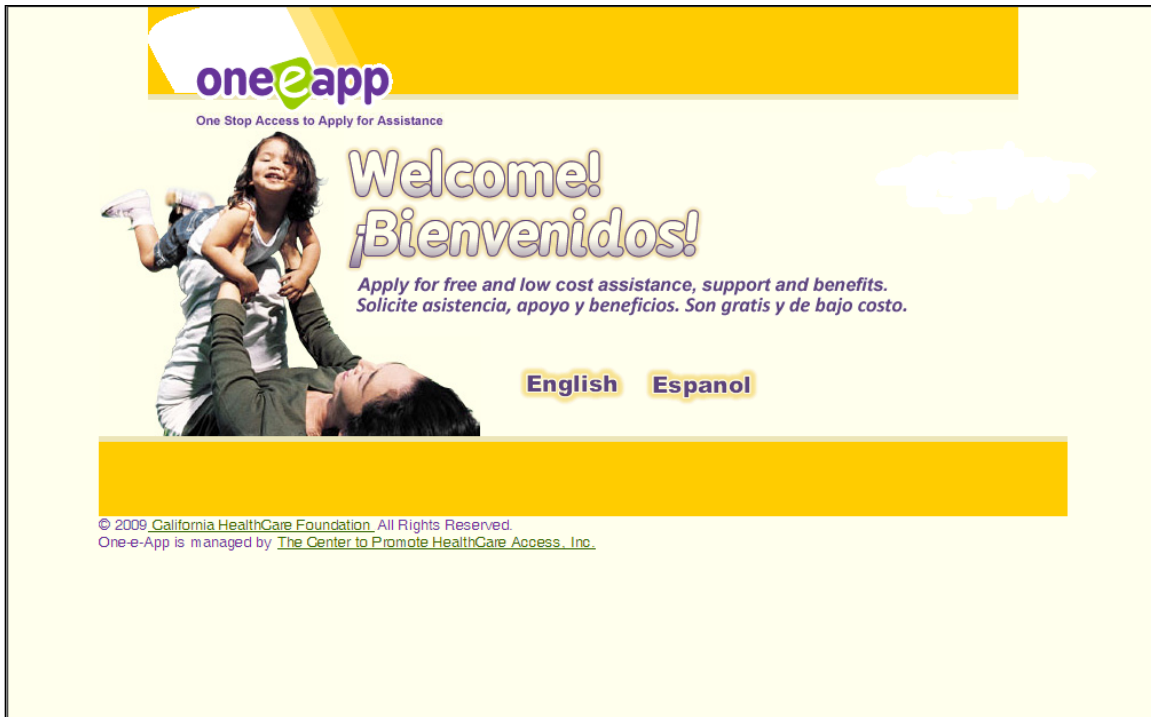 oneeapp
One Stop Access to Apply for Assistance
Welcome!
¡Bienvenidos!
Apply for free and low cost assistance, support and benefits.
Solicite asistencia, apoyo y beneficios. Son gratis y de bajo costo.
English Espanol
© 2009 California HealthCare Foundation All Rights Reserved.
One-e-App is managed by The Center to Promote HealthCare Access, Inc.